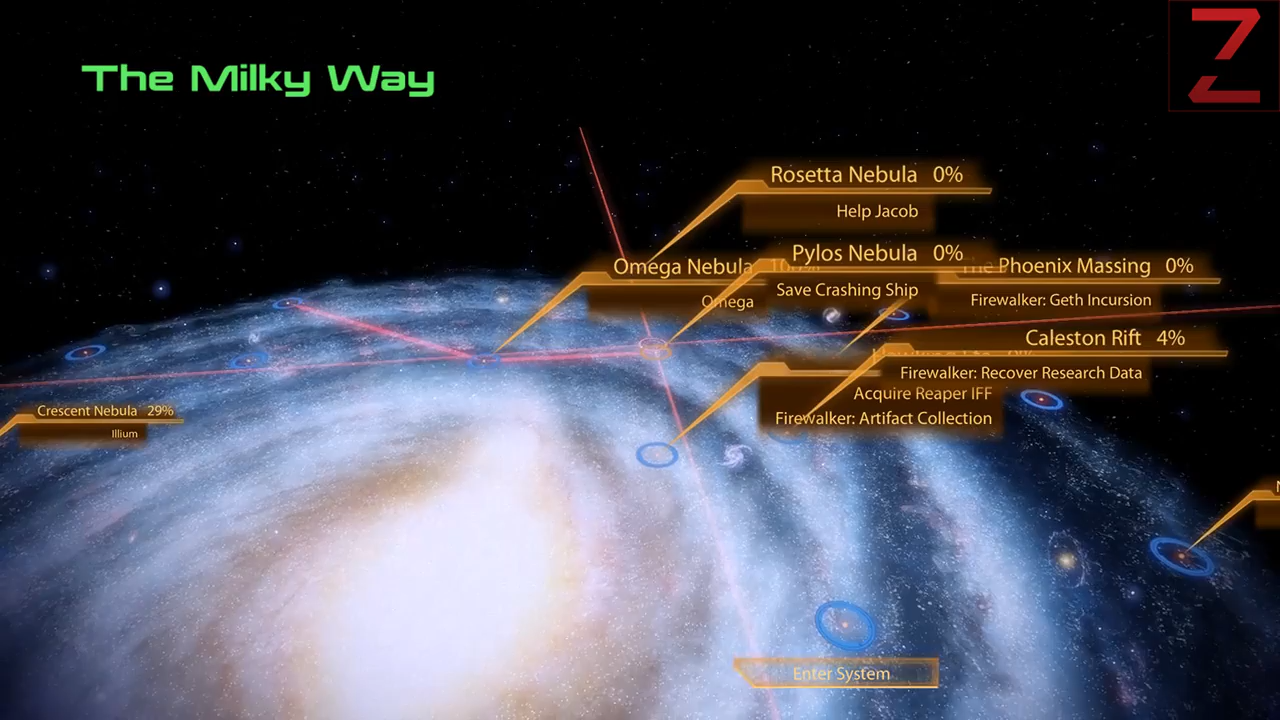 The Milky Way
Z
Rosetta Nebula 0%
Help Jacob
Pylos Nebula 0%
Save Crashing Ship
Omega Nebula 100%
Omega
The Phoenix Massing 0%
Firewalker: Geth Incursion
Caleston Rift 4%
Firewalker: Recover Research Data
Acquire Reaper IFF
Firewalker: Artifact Collection
Crescent Nebula 29%
Illium
Enter System